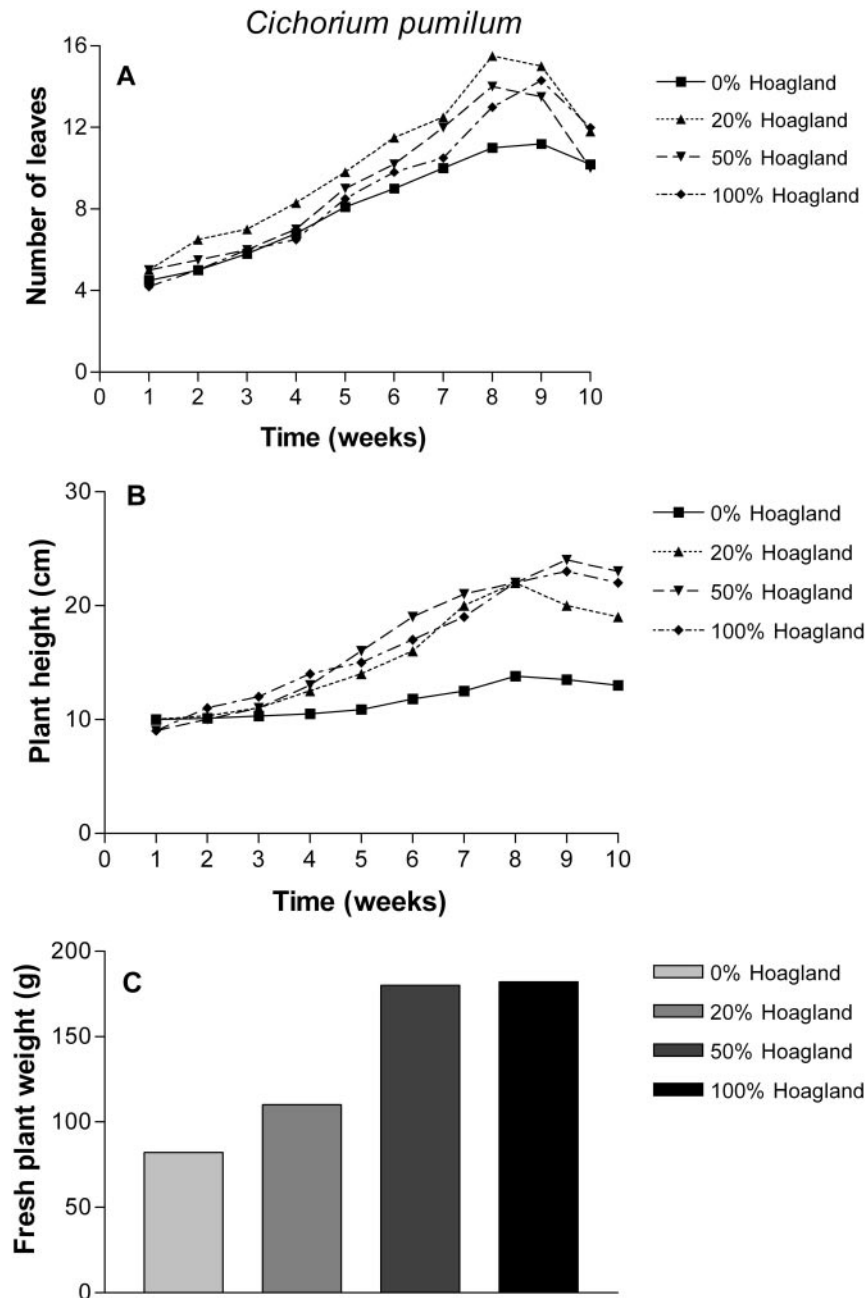 Cichorium pumilum
A
16
12
8
4
0
Number of leaves
0 1 2 3 4 5 6 7 8 9 10
Time (weeks)
0% Hoagland
20% Hoagland
50% Hoagland
100% Hoagland
B
30
20
10
0
Plant height (cm)
0 1 2 3 4 5 6 7 8 9 10
Time (weeks)
0% Hoagland
20% Hoagland
50% Hoagland
100% Hoagland
C
200
150
100
50
0
Fresh plant weight (g)
0% Hoagland
20% Hoagland
50% Hoagland
100% Hoagland